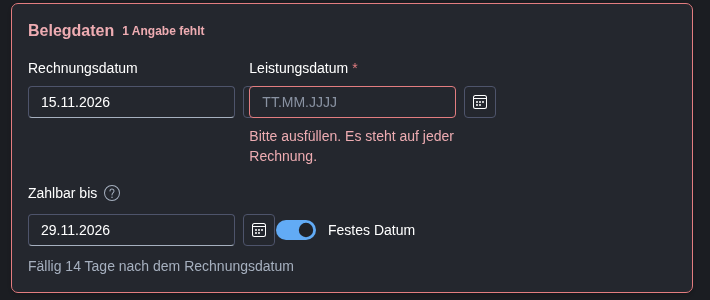 Belegdaten 1 Angabe fehlt
Rechnungsdatum Leistungsdatum *
15.11.2026 TT.MM.JJJJ
Bitte ausfüllen. Es steht auf jeder
Rechnung.
Zahlbar bis ?
29.11.2026 Festes Datum
Fällig 14 Tage nach dem Rechnungsdatum